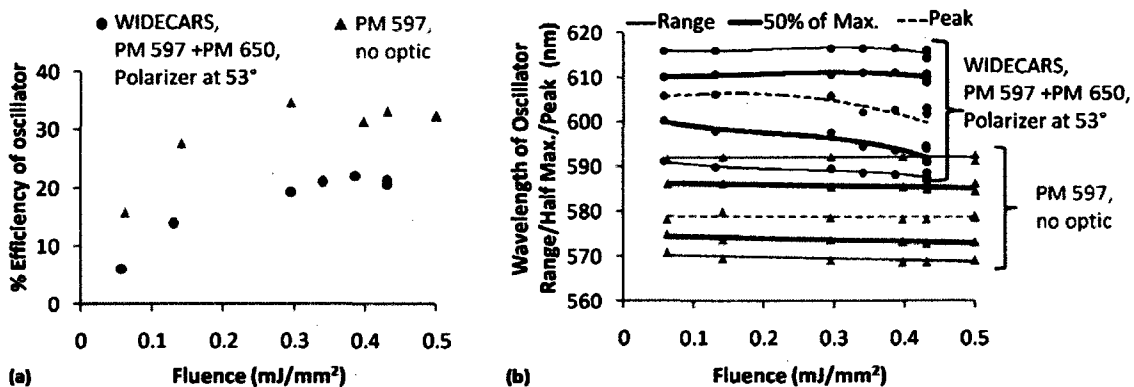 WIDECARS,
PM 597 +PM 650,
Polarizer at 53°
PM 597,
no optic
% Efficiency of oscillator
40
30
20
10
0
0 0.1 0.2 0.3 0.4 0.5
(a) Fluence (mJ/mm²)
Range 50% of Max. Peak
Wavelength of Oscillator
Range/Half Max./Peak (nm)
620
610
600
590
580
570
560
WIDECARS,
PM 597 +PM 650,
Polarizer at 53°
PM 597,
no optic
0 0.1 0.2 0.3 0.4 0.5
(b) Fluence (mJ/mm²)